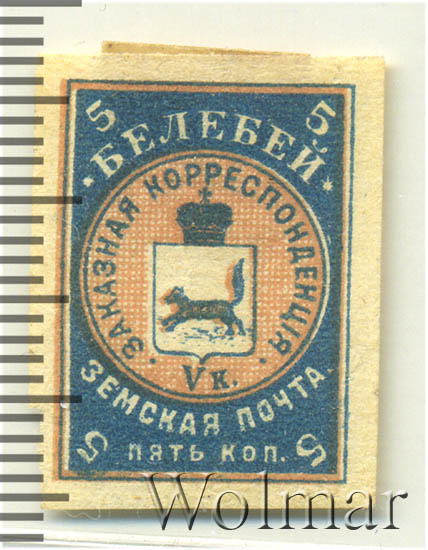 5 5
БЕЛЕБЕЙ
ЗАКАЗНАЯ КОРРЕСПОНДЕНЦІЯ
Vк.
ЗЕМСКАЯ ПОЧТА.
5 ПЯТЬ КОП. 5
Wolmar